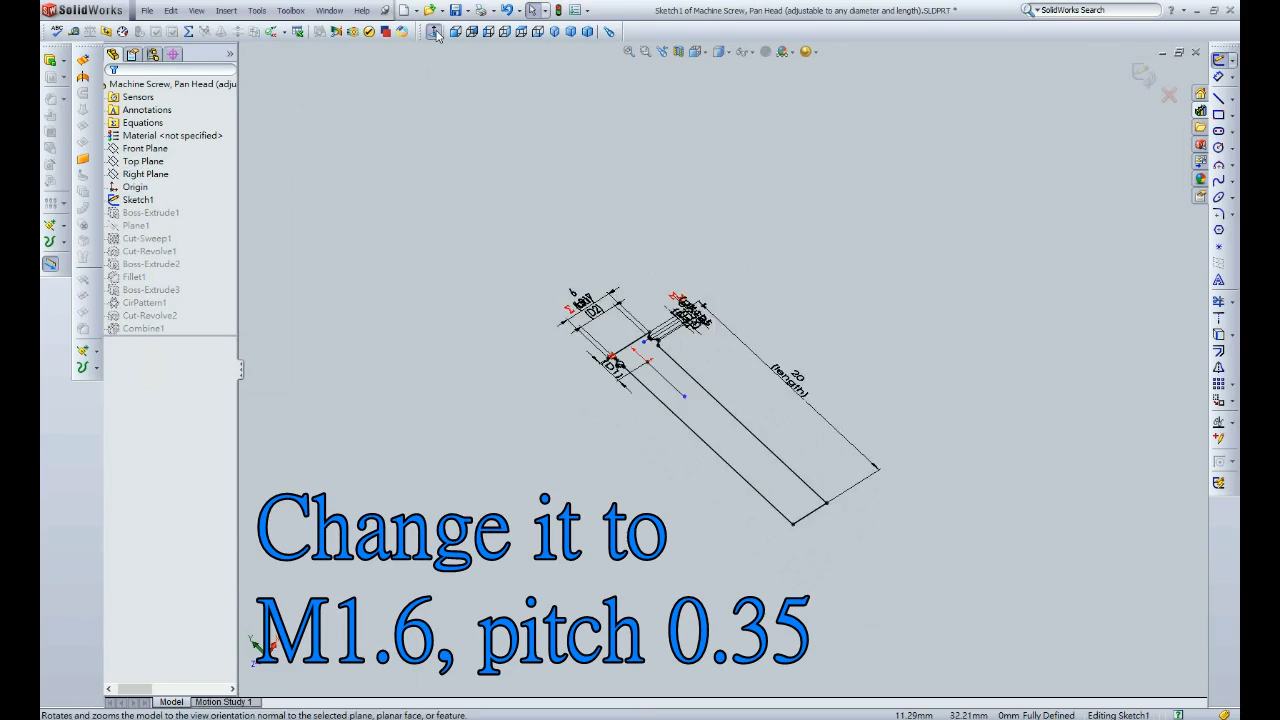 SolidWorks File Edit View Insert Tools Toolbox Window Help Sketch1 of Machine Screw, Pan Head (adjustable to any diameter and length).SLDPRT * SolidWorks Search
Machine Screw, Pan Head (adju
Sensors
Annotations
Equations
Material <not specified>
Front Plane
Top Plane
Right Plane
Origin
Sketch1
Boss-Extrude1
Plane1
Cut-Sweep1
Cut-Revolve1
Boss-Extrude2
Fillet1
Boss-Extrude3
CirPattern1
Cut-Revolve2
Combine1
6
(D2)
(D1)
20
(length)
Change it to
M1.6, pitch 0.35
Model Motion Study 1
Rotates and zooms the model to the view orientation normal to the selected plane, planar face, or feature. 11.29mm 32.21mm 0mm Fully Defined Editing Sketch1